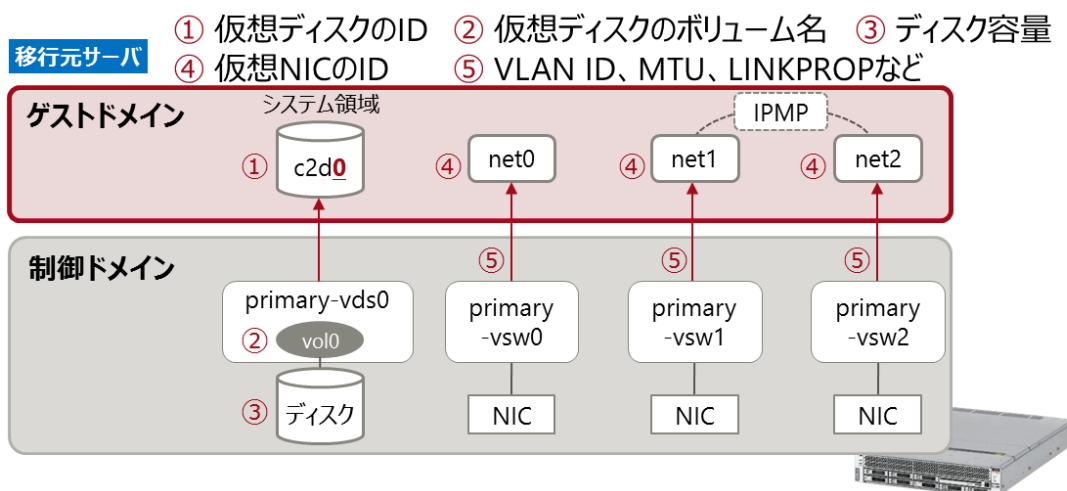 ① 仮想ディスクのID ② 仮想ディスクのボリューム名 ③ ディスク容量
移行元サーバ
④ 仮想NICのID ⑤ VLAN ID、MTU、LINKPROPなど
ゲストドメイン
システム領域
IPMP
① c2d0
④ net0
④ net1
④ net2
制御ドメイン
⑤ ⑤ ⑤
primary-vds0
② vol0
primary
-vsw0
primary
-vsw1
primary
-vsw2
③ ディスク
NIC
NIC
NIC